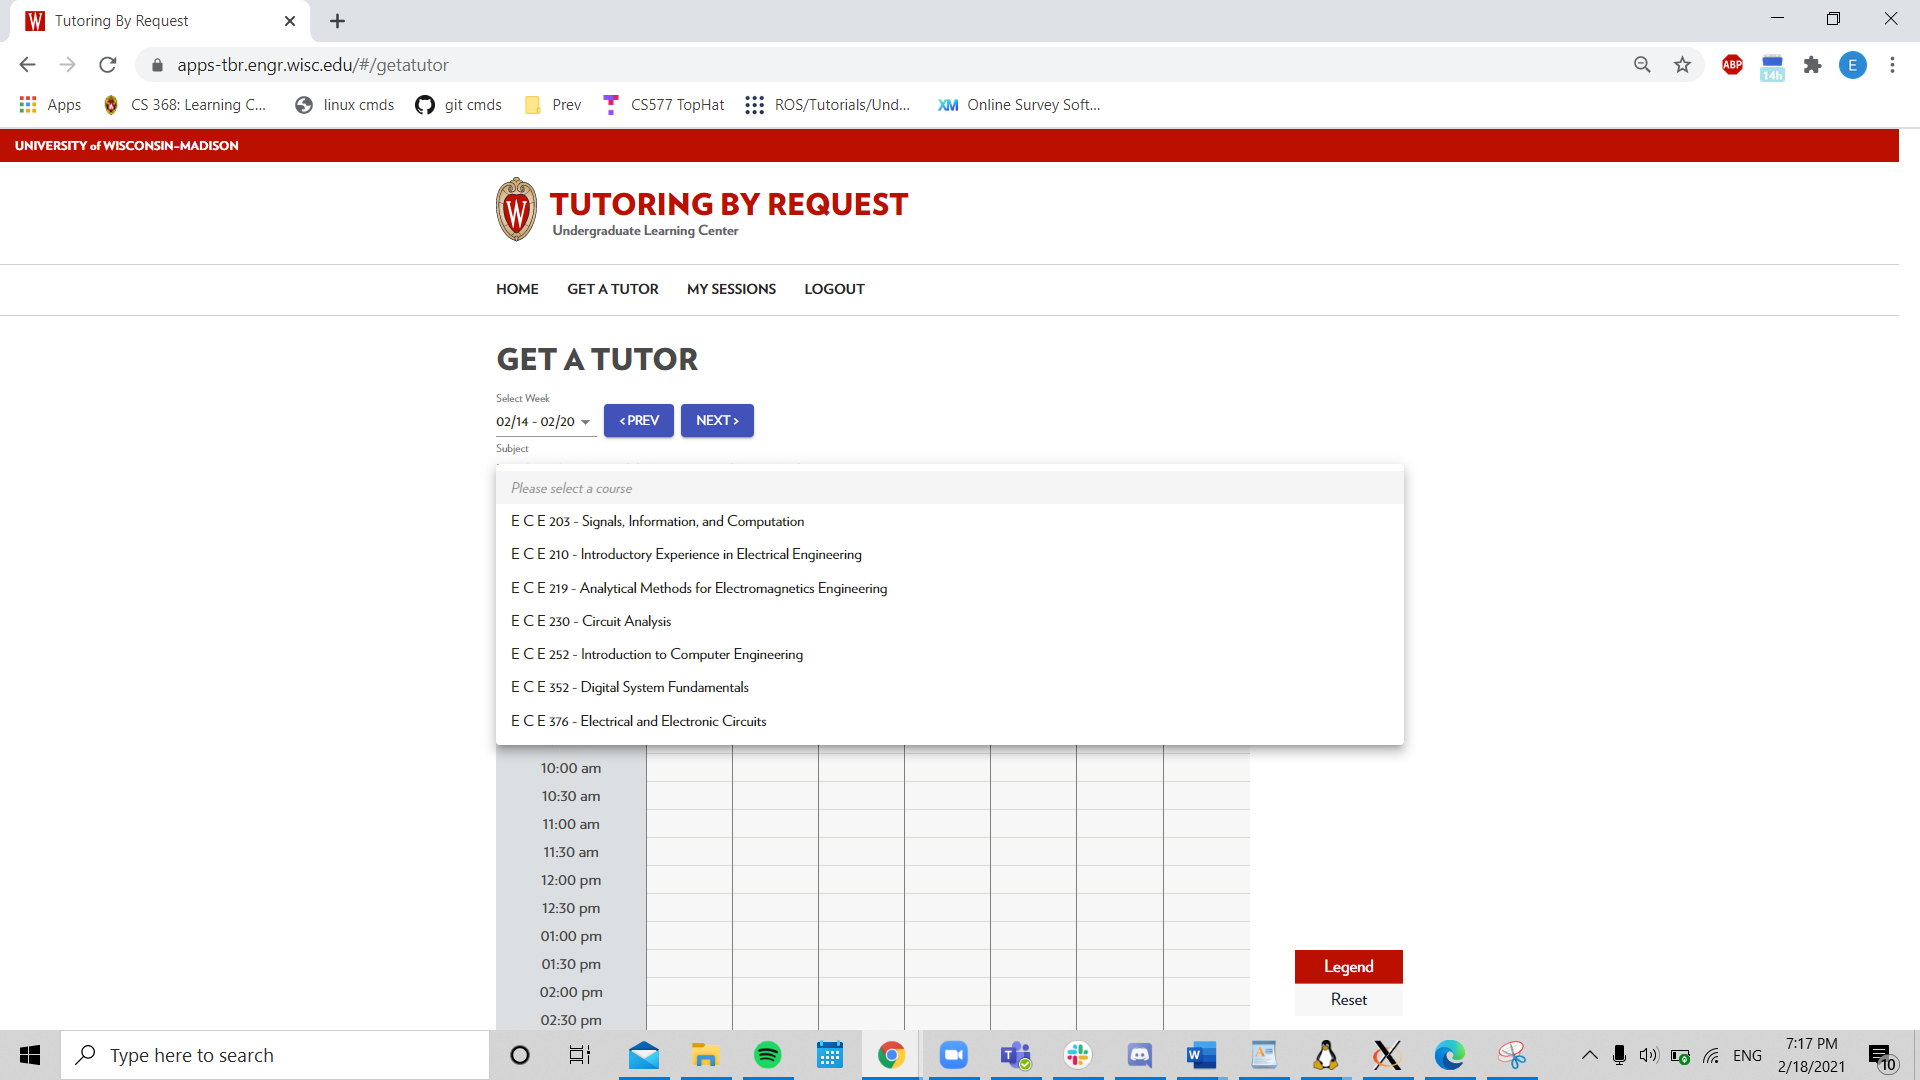 Tutoring By Request
apps-tbr.engr.wisc.edu/#/getatutor
ABP
14h
E
Apps
CS 368: Learning C...
linux cmds
git cmds
Prev
CS577 TopHat
ROS/Tutorials/Und...
XM Online Survey Soft...
UNIVERSITY of WISCONSIN–MADISON
W
TUTORING BY REQUEST
Undergraduate Learning Center
HOME
GET A TUTOR
MY SESSIONS
LOGOUT
GET A TUTOR
Select Week
02/14 - 02/20
< PREV
NEXT >
Subject
Please select a course
E C E 203 - Signals, Information, and Computation
E C E 210 - Introductory Experience in Electrical Engineering
E C E 219 - Analytical Methods for Electromagnetics Engineering
E C E 230 - Circuit Analysis
E C E 252 - Introduction to Computer Engineering
E C E 352 - Digital System Fundamentals
E C E 376 - Electrical and Electronic Circuits
10:00 am
10:30 am
11:00 am
11:30 am
12:00 pm
12:30 pm
01:00 pm
01:30 pm
02:00 pm
02:30 pm
Legend
Reset
Type here to search
ENG
7:17 PM
2/18/2021
10